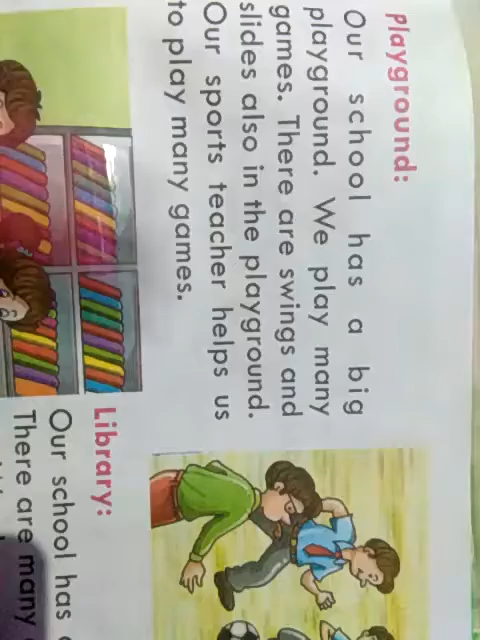 Playground:
Our school has a big
playground. We play many
games. There are swings and
slides also in the playground.
Our sports teacher helps us
to play many games.
Library:
Our school has
There are many